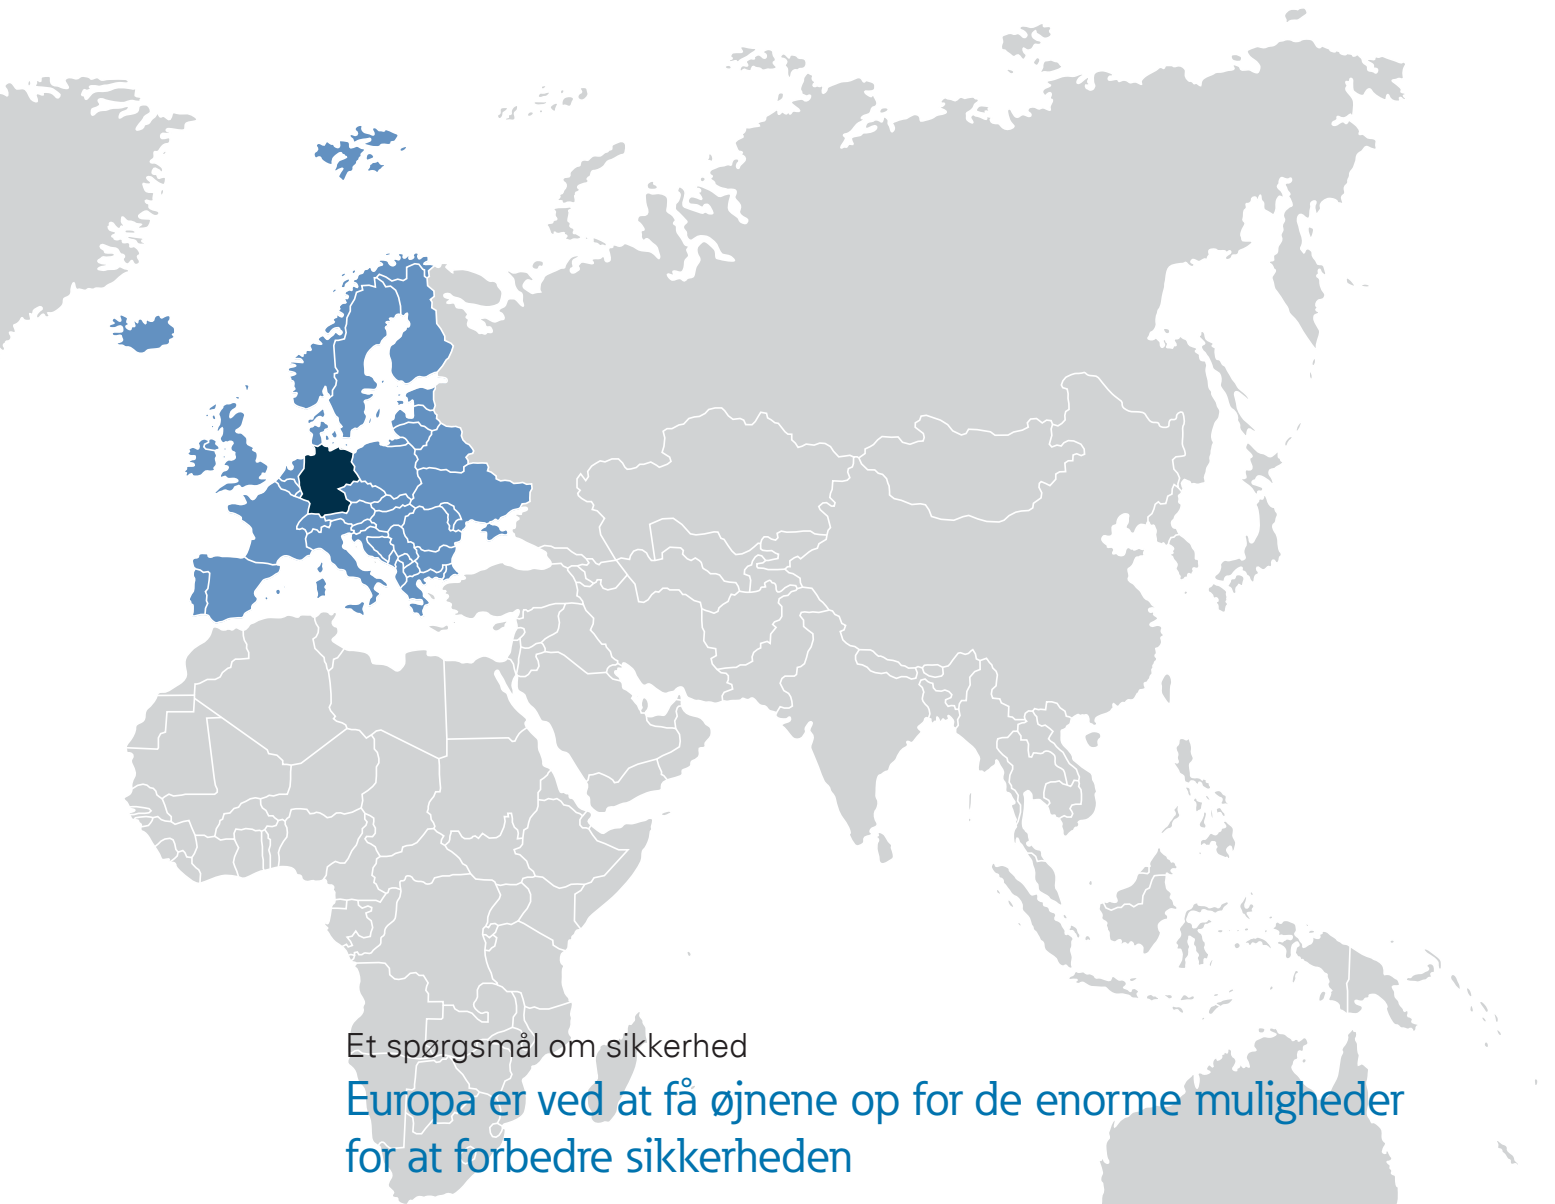 Et spørgsmål om sikkerhed
Europa er ved at få øjnene op for de enorme muligheder
for at forbedre sikkerheden